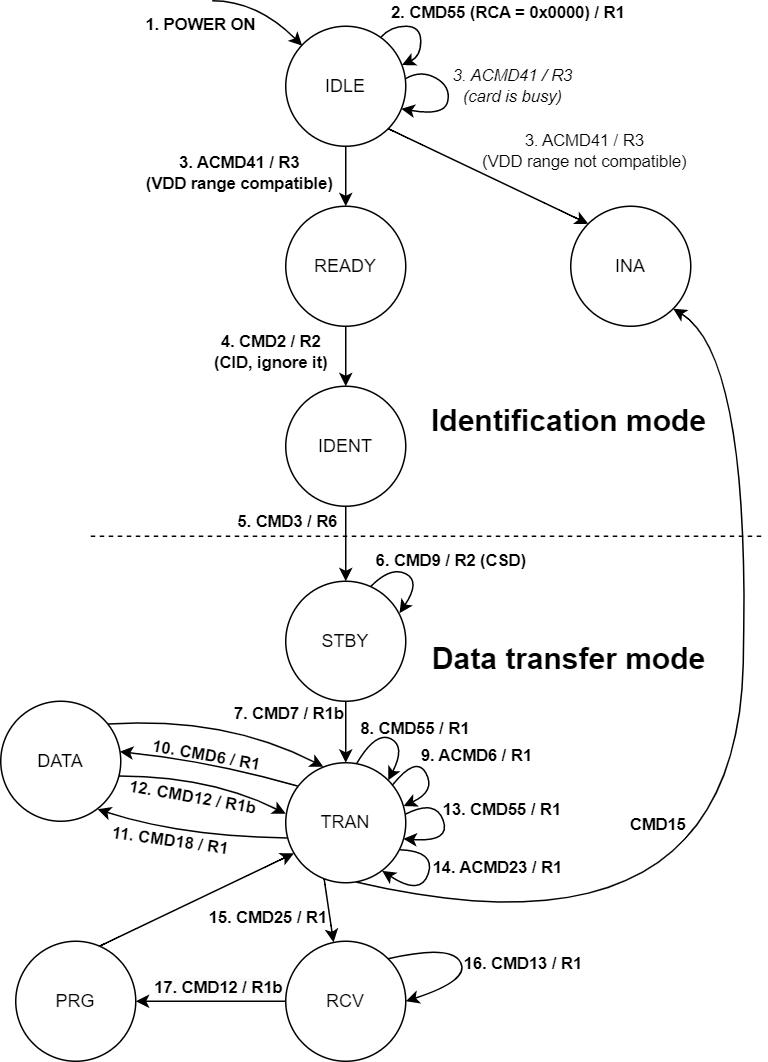 1. POWER ON
2. CMD55 (RCA = 0x0000) / R1
IDLE
3. ACMD41 / R3
(card is busy)
3. ACMD41 / R3
(VDD range not compatible)
3. ACMD41 / R3
(VDD range compatible)
READY
INA
4. CMD2 / R2
(CID, ignore it)
Identification mode
IDENT
5. CMD3 / R6
6. CMD9 / R2 (CSD)
STBY
Data transfer mode
7. CMD7 / R1b
8. CMD55 / R1
9. ACMD6 / R1
10. CMD6 / R1
DATA
12. CMD12 / R1b
13. CMD55 / R1
TRAN
CMD15
11. CMD18 / R1
14. ACMD23 / R1
15. CMD25 / R1
16. CMD13 / R1
17. CMD12 / R1b
PRG
RCV